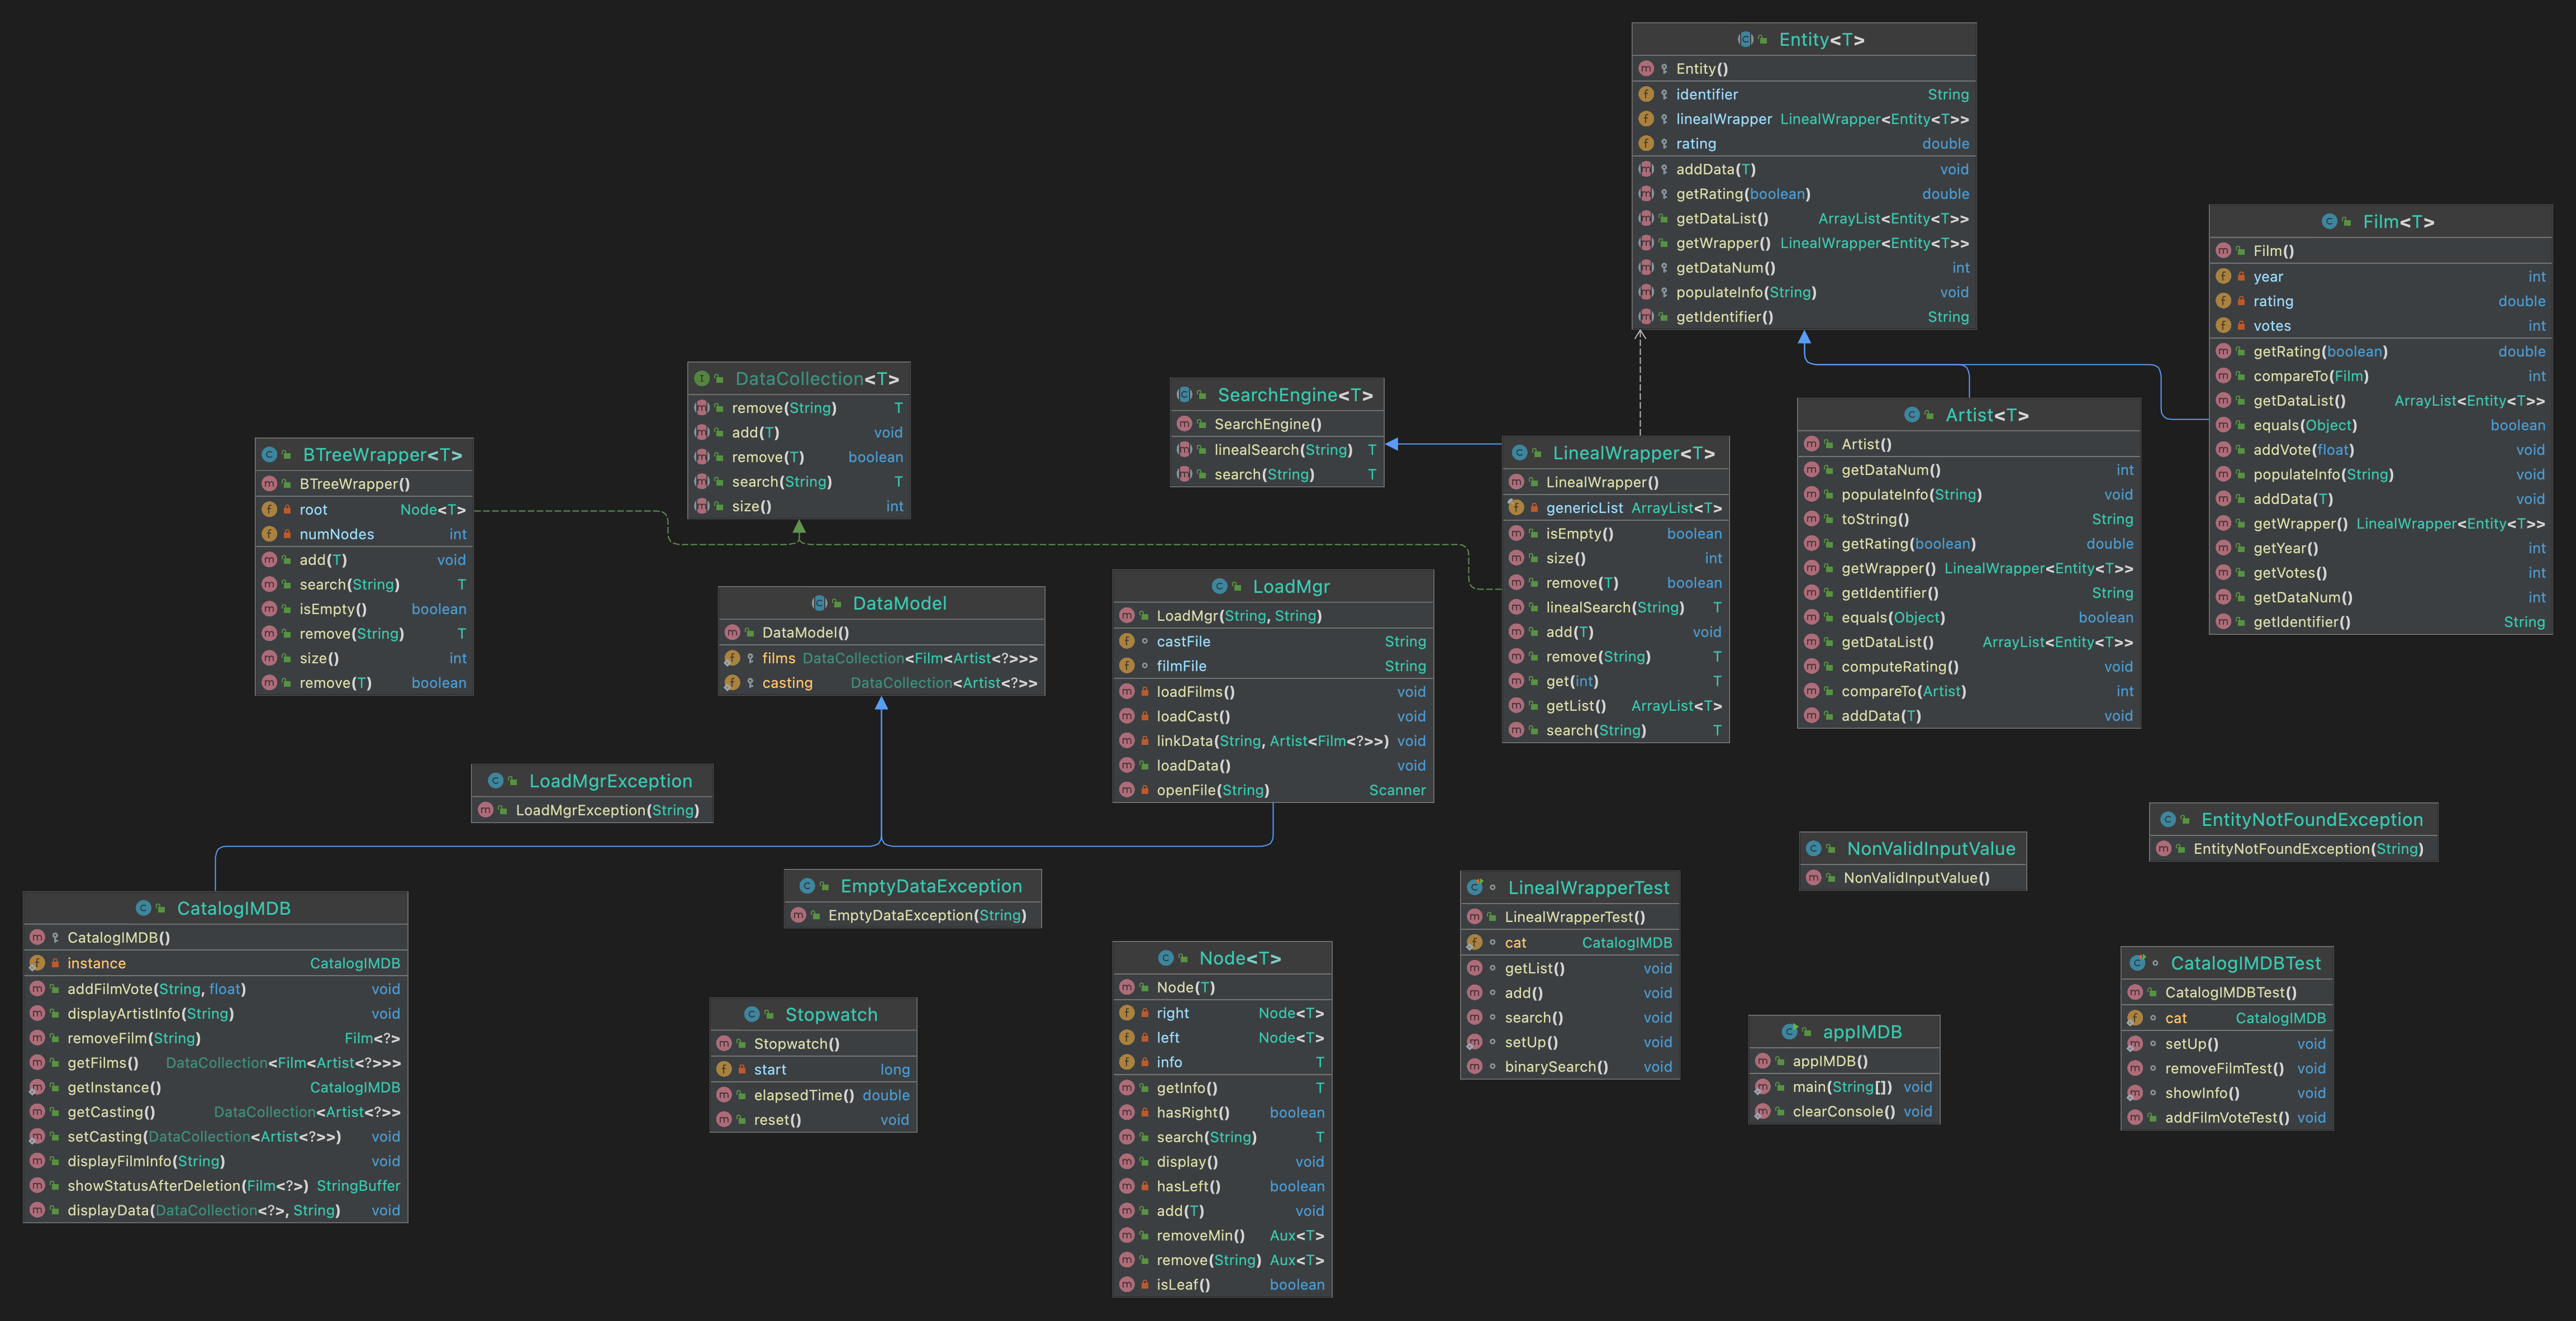 Entity<T>
Entity()
identifier String
linealWrapper LinealWrapper<Entity<T>>
rating double
addData(T) void
getRating(boolean) double
getDataList() ArrayList<Entity<T>>
getWrapper() LinealWrapper<Entity<T>>
getDataNum() int
populateInfo(String) void
getIdentifier() String
Film<T>
Film()
year int
rating double
votes int
getRating(boolean) double
compareTo(Film) int
getDataList() ArrayList<Entity<T>>
equals(Object) boolean
addVote(float) void
populateInfo(String) void
addData(T) void
getWrapper() LinealWrapper<Entity<T>>
getYear() int
getVotes() int
getDataNum() int
getIdentifier() String
DataCollection<T>
remove(String) T
add(T) void
remove(T) boolean
search(String) T
size() int
SearchEngine<T>
SearchEngine()
linealSearch(String) T
search(String) T
Artist<T>
Artist()
getDataNum() int
populateInfo(String) void
toString() String
getRating(boolean) double
getWrapper() LinealWrapper<Entity<T>>
getIdentifier() String
equals(Object) boolean
getDataList() ArrayList<Entity<T>>
computeRating() void
compareTo(Artist) int
addData(T) void
BTreeWrapper<T>
BTreeWrapper()
root Node<T>
numNodes int
add(T) void
search(String) T
isEmpty() boolean
remove(String) T
size() int
remove(T) boolean
LinealWrapper<T>
LinealWrapper()
genericList ArrayList<T>
isEmpty() boolean
size() int
remove(T) boolean
linealSearch(String) T
add(T) void
remove(String) T
get(int) T
getList() ArrayList<T>
search(String) T
DataModel
DataModel()
films DataCollection<Film<Artist<?>>>
casting DataCollection<Artist<?>>
LoadMgr
LoadMgr(String, String)
castFile String
filmFile String
loadFilms() void
loadCast() void
linkData(String, Artist<Film<?>>) void
loadData() void
openFile(String) Scanner
LoadMgrException
LoadMgrException(String)
EntityNotFoundException
EntityNotFoundException(String)
NonValidInputValue
NonValidInputValue()
EmptyDataException
EmptyDataException(String)
LinealWrapperTest
LinealWrapperTest()
cat CatalogIMDB
getList() void
add() void
search() void
setUp() void
binarySearch() void
CatalogIMDB
CatalogIMDB()
instance CatalogIMDB
addFilmVote(String, float) void
displayArtistInfo(String) void
removeFilm(String) Film<?>
getFilms() DataCollection<Film<Artist<?>>>
getInstance() CatalogIMDB
getCasting() DataCollection<Artist<?>>
setCasting(DataCollection<Artist<?>>) void
displayFilmInfo(String) void
showStatusAfterDeletion(Film<?>) StringBuffer
displayData(DataCollection<?>, String) void
Node<T>
Node(T)
right Node<T>
left Node<T>
info T
getInfo() T
hasRight() boolean
search(String) T
display() void
hasLeft() boolean
add(T) void
removeMin() Aux<T>
remove(String) Aux<T>
isLeaf() boolean
CatalogIMDBTest
CatalogIMDBTest()
cat CatalogIMDB
setUp() void
removeFilmTest() void
showInfo() void
addFilmVoteTest() void
Stopwatch
Stopwatch()
start long
elapsedTime() double
reset() void
appIMDB
appIMDB()
main(String[]) void
clearConsole() void